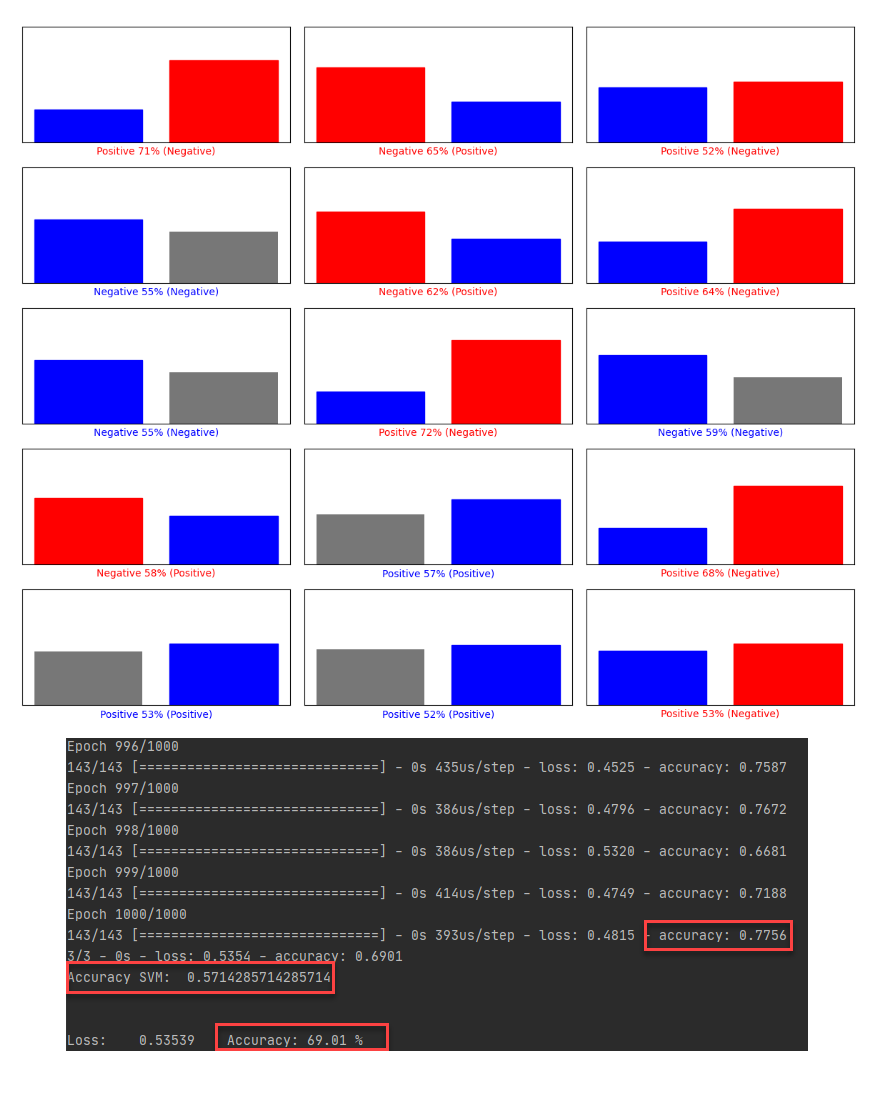 Positive 71% (Negative)
Negative 65% (Positive)
Positive 52% (Negative)
Negative 55% (Negative)
Negative 62% (Positive)
Positive 64% (Negative)
Negative 55% (Negative)
Positive 72% (Negative)
Negative 59% (Negative)
Negative 58% (Positive)
Positive 57% (Positive)
Positive 68% (Negative)
Positive 53% (Positive)
Positive 52% (Positive)
Positive 53% (Negative)
Epoch 996/1000
143/143 [==============================] - 0s 435us/step - loss: 0.4525 - accuracy: 0.7587
Epoch 997/1000
143/143 [==============================] - 0s 386us/step - loss: 0.4796 - accuracy: 0.7672
Epoch 998/1000
143/143 [==============================] - 0s 386us/step - loss: 0.5320 - accuracy: 0.6681
Epoch 999/1000
143/143 [==============================] - 0s 414us/step - loss: 0.4749 - accuracy: 0.7188
Epoch 1000/1000
143/143 [==============================] - 0s 393us/step - loss: 0.4815 - accuracy: 0.7756
3/3 - 0s - loss: 0.5354 - accuracy: 0.6901
Accuracy SVM: 0.5714285714285714
Loss: 0.53539 Accuracy: 69.01 %